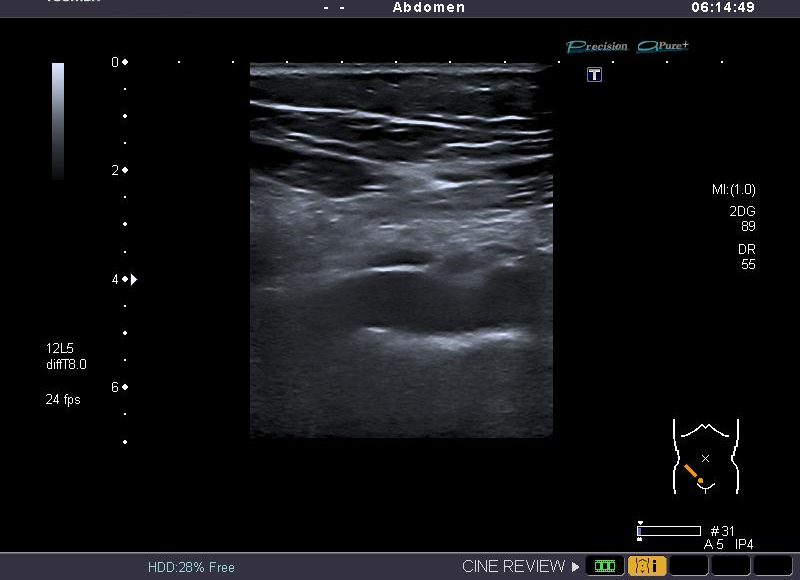 - - Abdomen 06:14:49
Precision APure+
T
0
2
4
6
MI:(1.0)
2DG
89
DR
55
12L5
diffT8.0
24 fps
#31
A 5 IP4
HDD:28% Free
CINE REVIEW
i